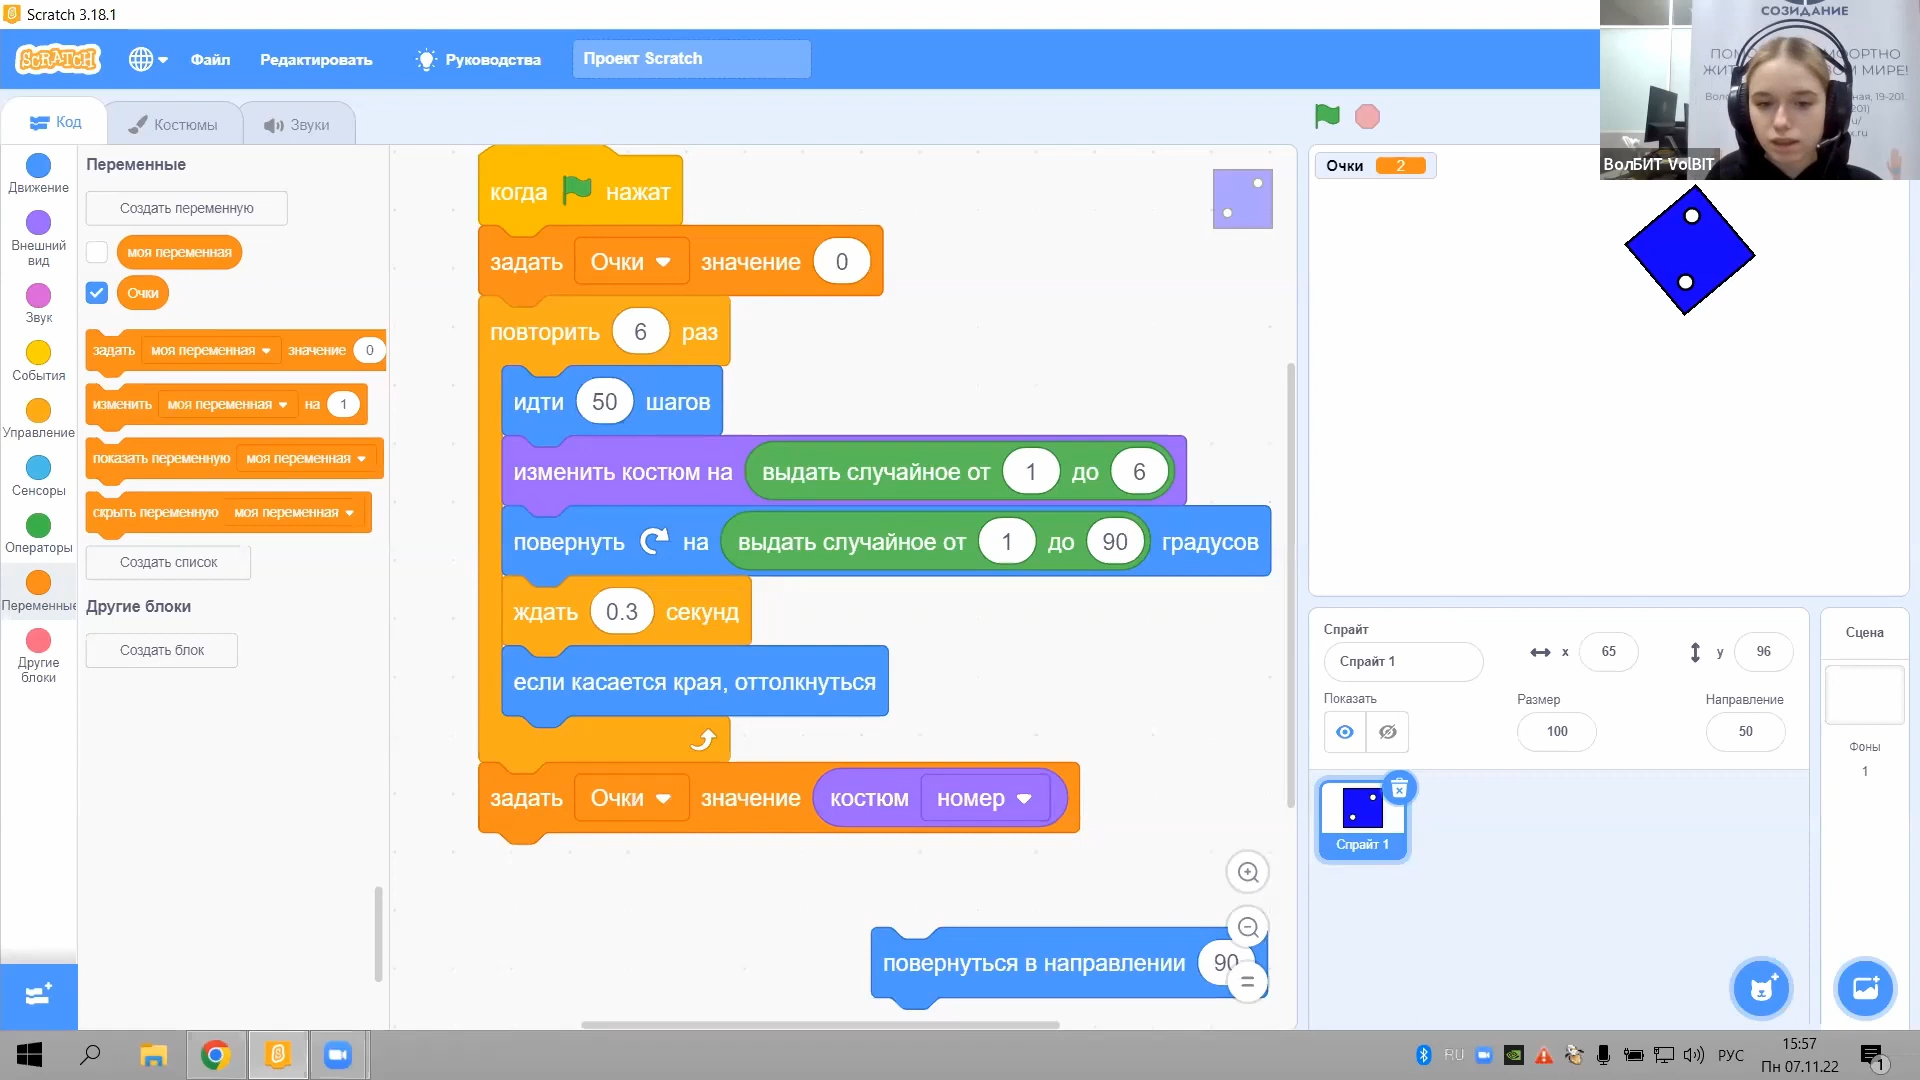 Scratch 3.18.1
СОЗИДАНИЕ
SCRATCH
Файл
Редактировать
Руководства
Проект Scratch
ВолБИТ VolBIT
Код
Костюмы
Звуки
Движение
Внешний вид
Звук
События
Управление
Сенсоры
Операторы
Переменные
Другие блоки
Переменные
Создать переменную
моя переменная
Очки
задать моя переменная значение 0
изменить моя переменная на 1
показать переменную моя переменная
скрыть переменную моя переменная
Создать список
Другие блоки
Создать блок
когда нажат
задать Очки значение 0
повторить 6 раз
идти 50 шагов
изменить костюм на выдать случайное от 1 до 6
повернуть на выдать случайное от 1 до 90 градусов
ждать 0.3 секунд
если касается края, оттолкнуться
задать Очки значение костюм номер
повернуться в направлении 90
Очки 2
Спрайт
Спрайт 1
x 65
y 96
Показать
Размер
100
Направление
50
Спрайт 1
Сцена
Фоны
1
RU
РУС
15:57
Пн 07.11.22
1